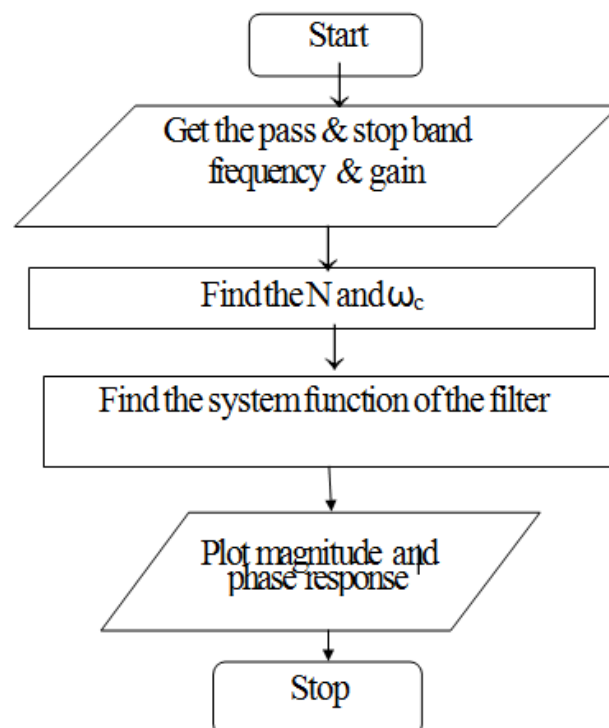 Start
Get the pass & stop band
frequency & gain
Find the N and ωc
Find the system function of the filter
Plot magnitude and
phase response
Stop